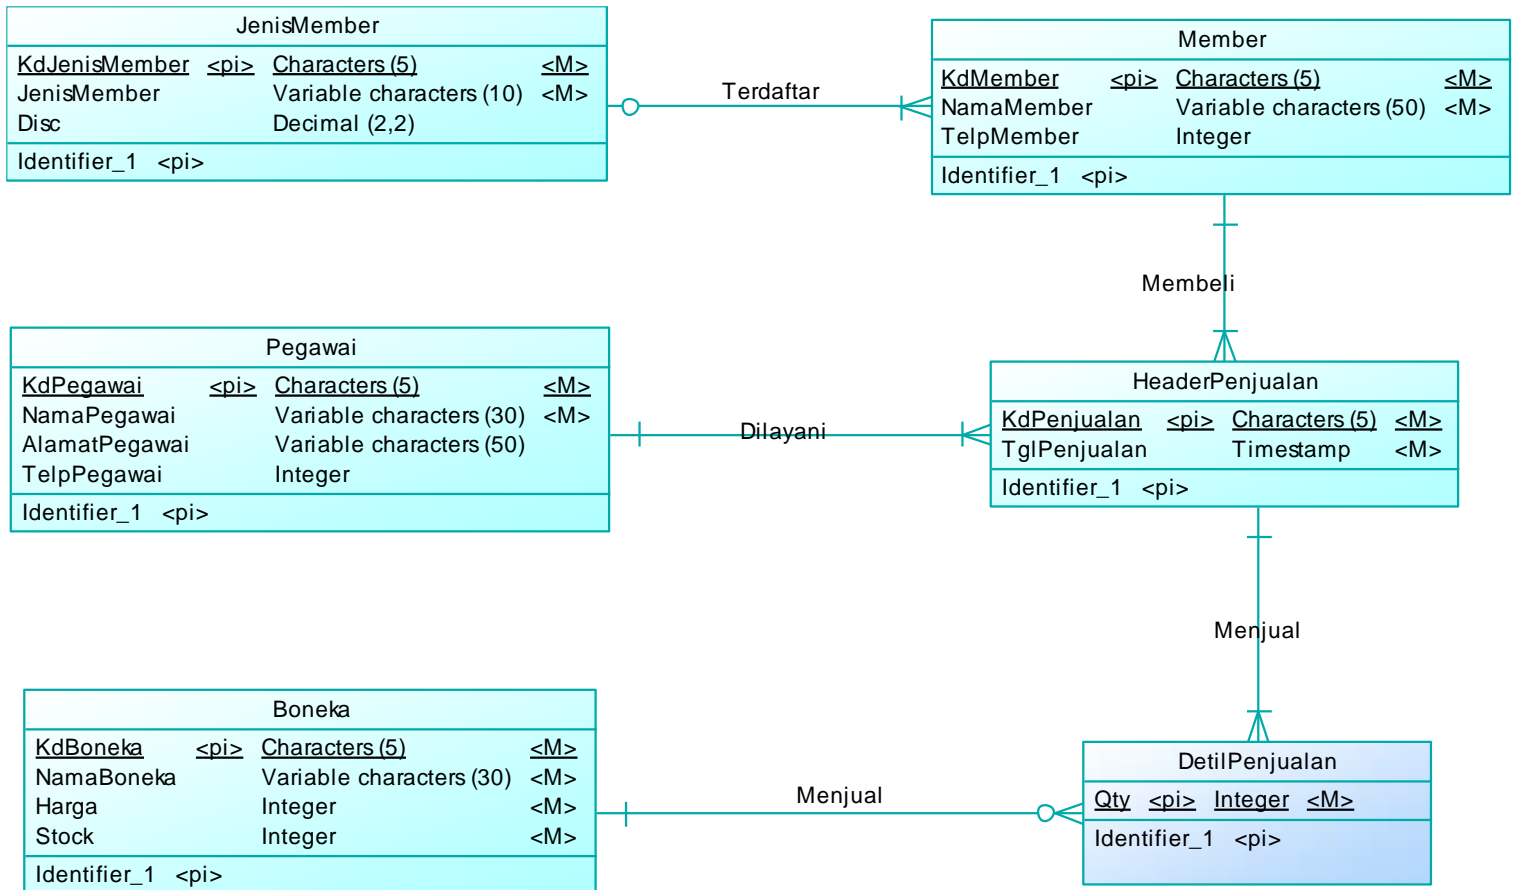 JenisMember
KdJenisMember <pi> Characters (5) <M>
JenisMember Variable characters (10) <M>
Disc Decimal (2,2)
Identifier_1 <pi>
Terdaftar
Member
KdMember <pi> Characters (5) <M>
NamaMember Variable characters (50) <M>
TelpMember Integer
Identifier_1 <pi>
Membeli
Pegawai
KdPegawai <pi> Characters (5) <M>
NamaPegawai Variable characters (30) <M>
AlamatPegawai Variable characters (50)
TelpPegawai Integer
Identifier_1 <pi>
Dilayani
HeaderPenjualan
KdPenjualan <pi> Characters (5) <M>
TglPenjualan Timestamp <M>
Identifier_1 <pi>
Menjual
Boneka
KdBoneka <pi> Characters (5) <M>
NamaBoneka Variable characters (30) <M>
Harga Integer <M>
Stock Integer <M>
Identifier_1 <pi>
Menjual
DetilPenjualan
Qty <pi> Integer <M>
Identifier_1 <pi>